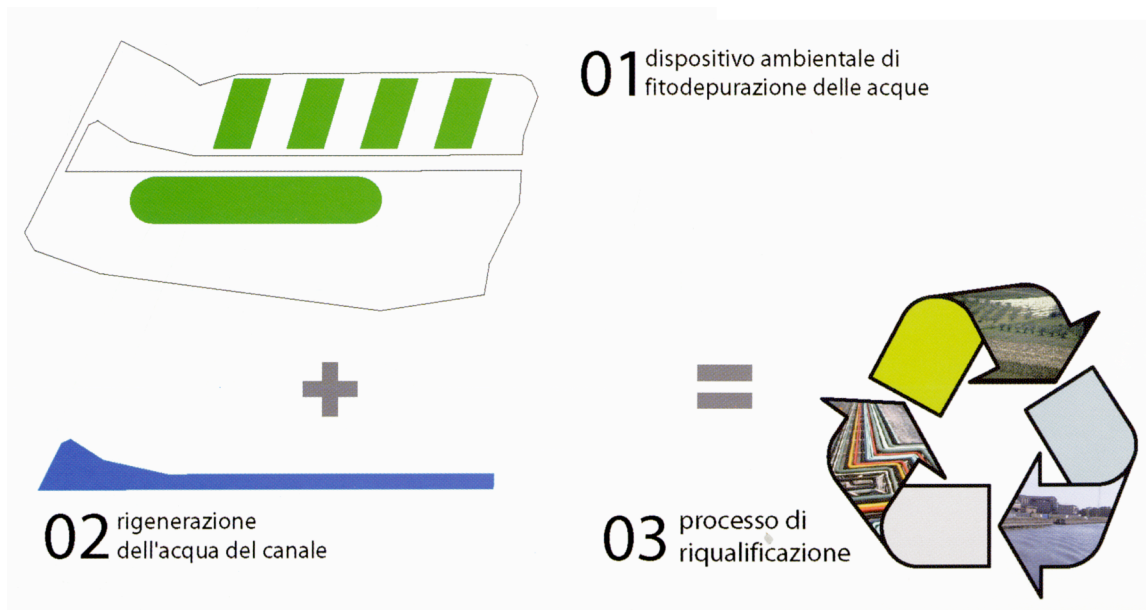 01 dispositivo ambientale di
fitodepurazione delle acque
02 rigenerazione
dell'acqua del canale
03 processo di
riqualificazione